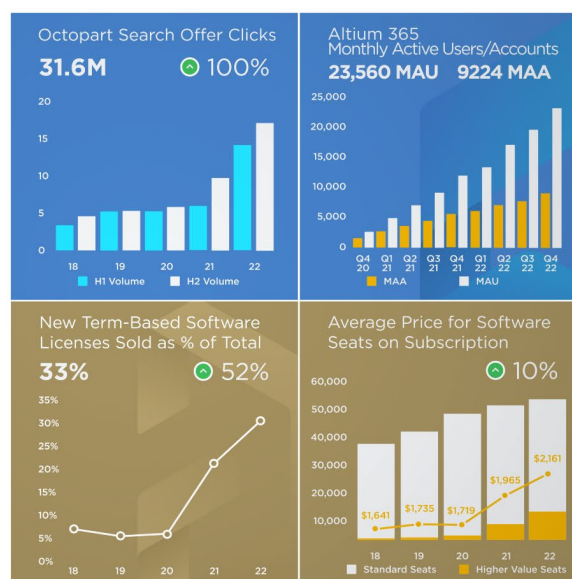 Octopart Search Offer Clicks
31.6M
100%
20
15
10
5
0
18
19
20
21
22
H1 Volume
H2 Volume
Altium 365
Monthly Active Users/Accounts
23,560 MAU
9224 MAA
25,000
20,000
15,000
10,000
5,000
0
Q4
20
Q1
21
Q2
21
Q3
21
Q4
21
Q1
22
Q2
22
Q3
22
Q4
22
MAA
MAU
New Term-Based Software
Licenses Sold as % of Total
33%
52%
35%
30%
25%
20%
15%
10%
5%
0%
18
19
20
21
22
Average Price for Software
Seats on Subscription
10%
60,000
50,000
40,000
30,000
20,000
10,000
$1,641
$1,735
$1,719
$1,965
$2,161
18
19
20
21
22
Standard Seats
Higher Value Seats